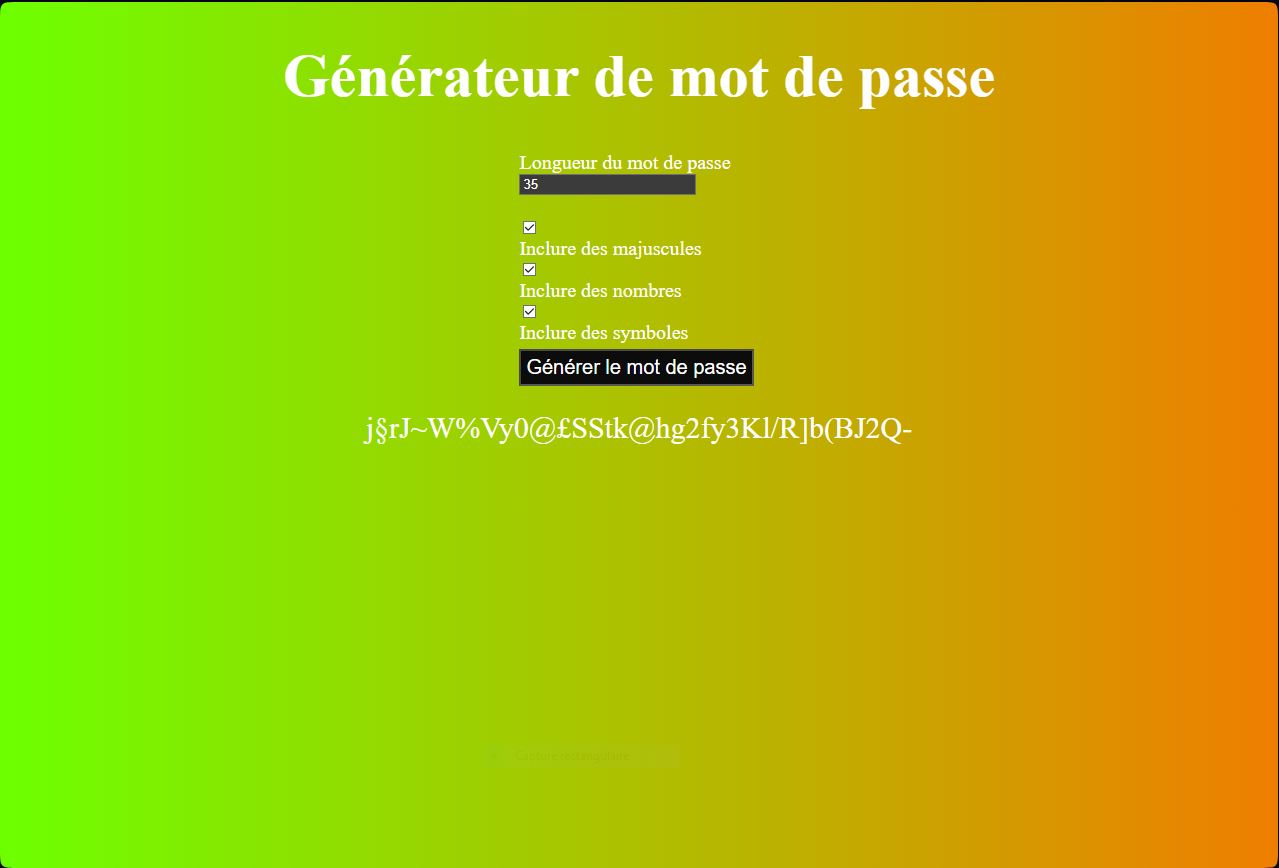 Générateur de mot de passe
Longueur du mot de passe
35
Inclure des majuscules
Inclure des nombres
Inclure des symboles
Générer le mot de passe
j§rJ~W%Vy0@£SStk@hg2fy3Kl/R]b(BJ2Q-
Capture rectangulaire